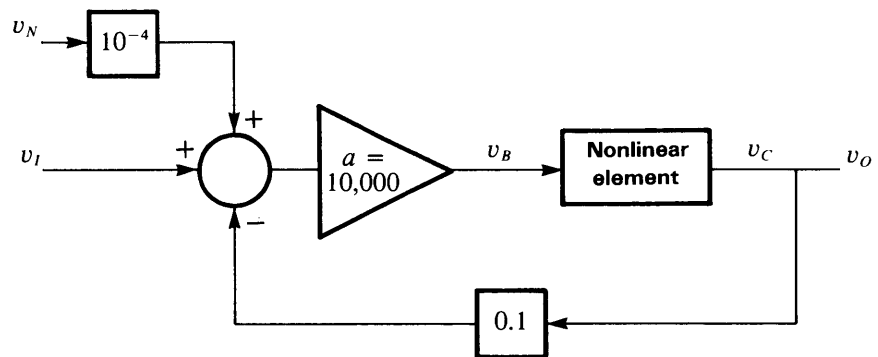 v_N
10⁻⁴
+
v_I
+
a =
10,000
v_B
Nonlinear
element
v_C
v_O
−
0.1